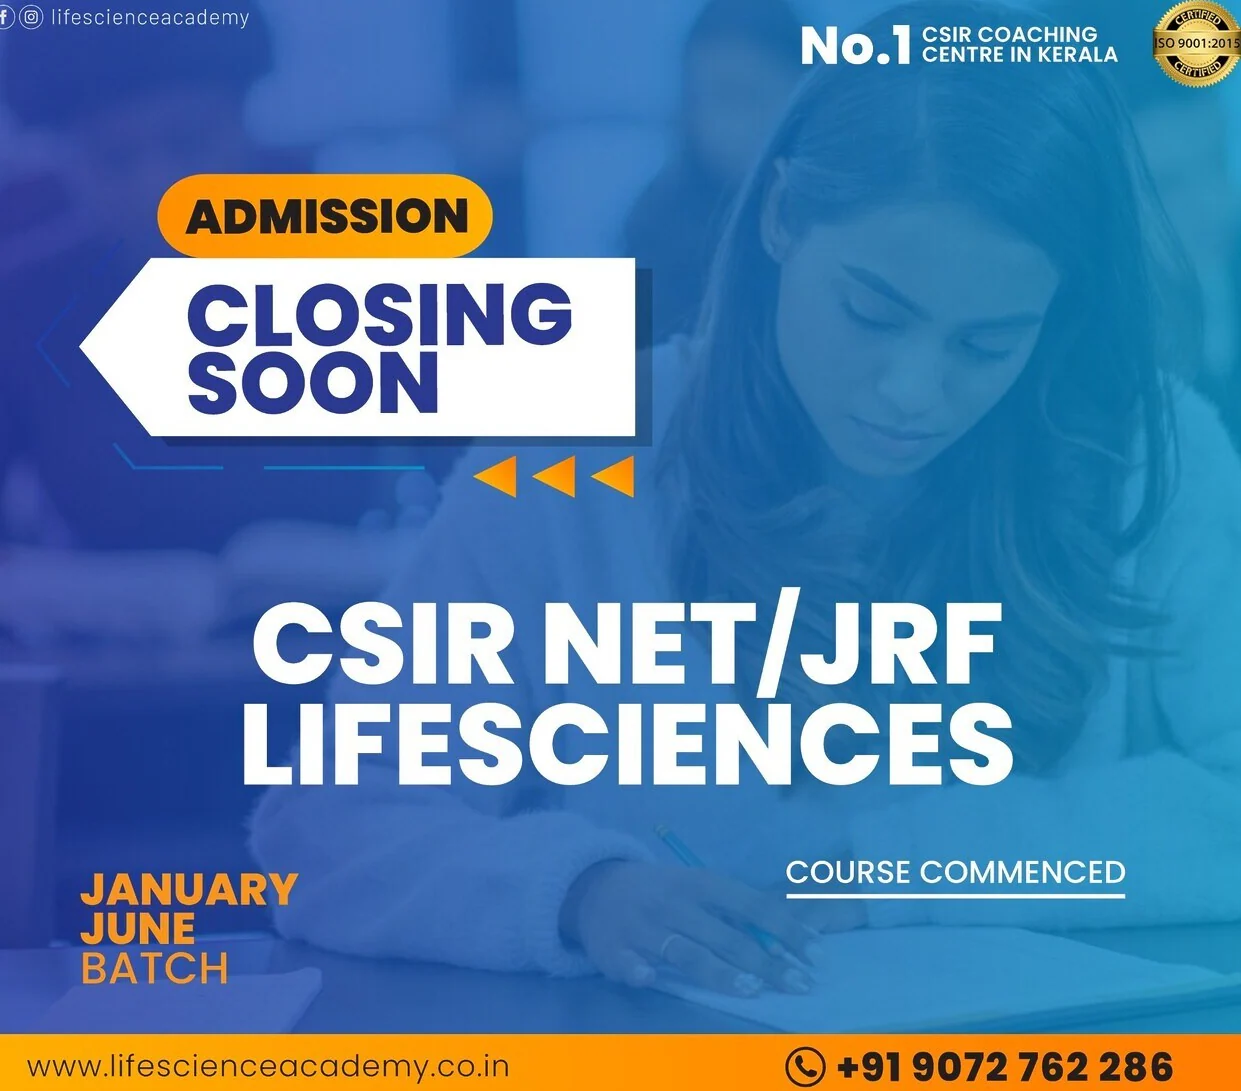 lifescienceacademy
No.1 CSIR COACHING
CENTRE IN KERALA
CERTIFIED
ISO 9001:2015
CERTIFIED
ADMISSION
CLOSING
SOON
CSIR NET/JRF
LIFESCIENCES
JANUARY
JUNE
BATCH
COURSE COMMENCED
www.lifescienceacademy.co.in
+91 9072 762 286